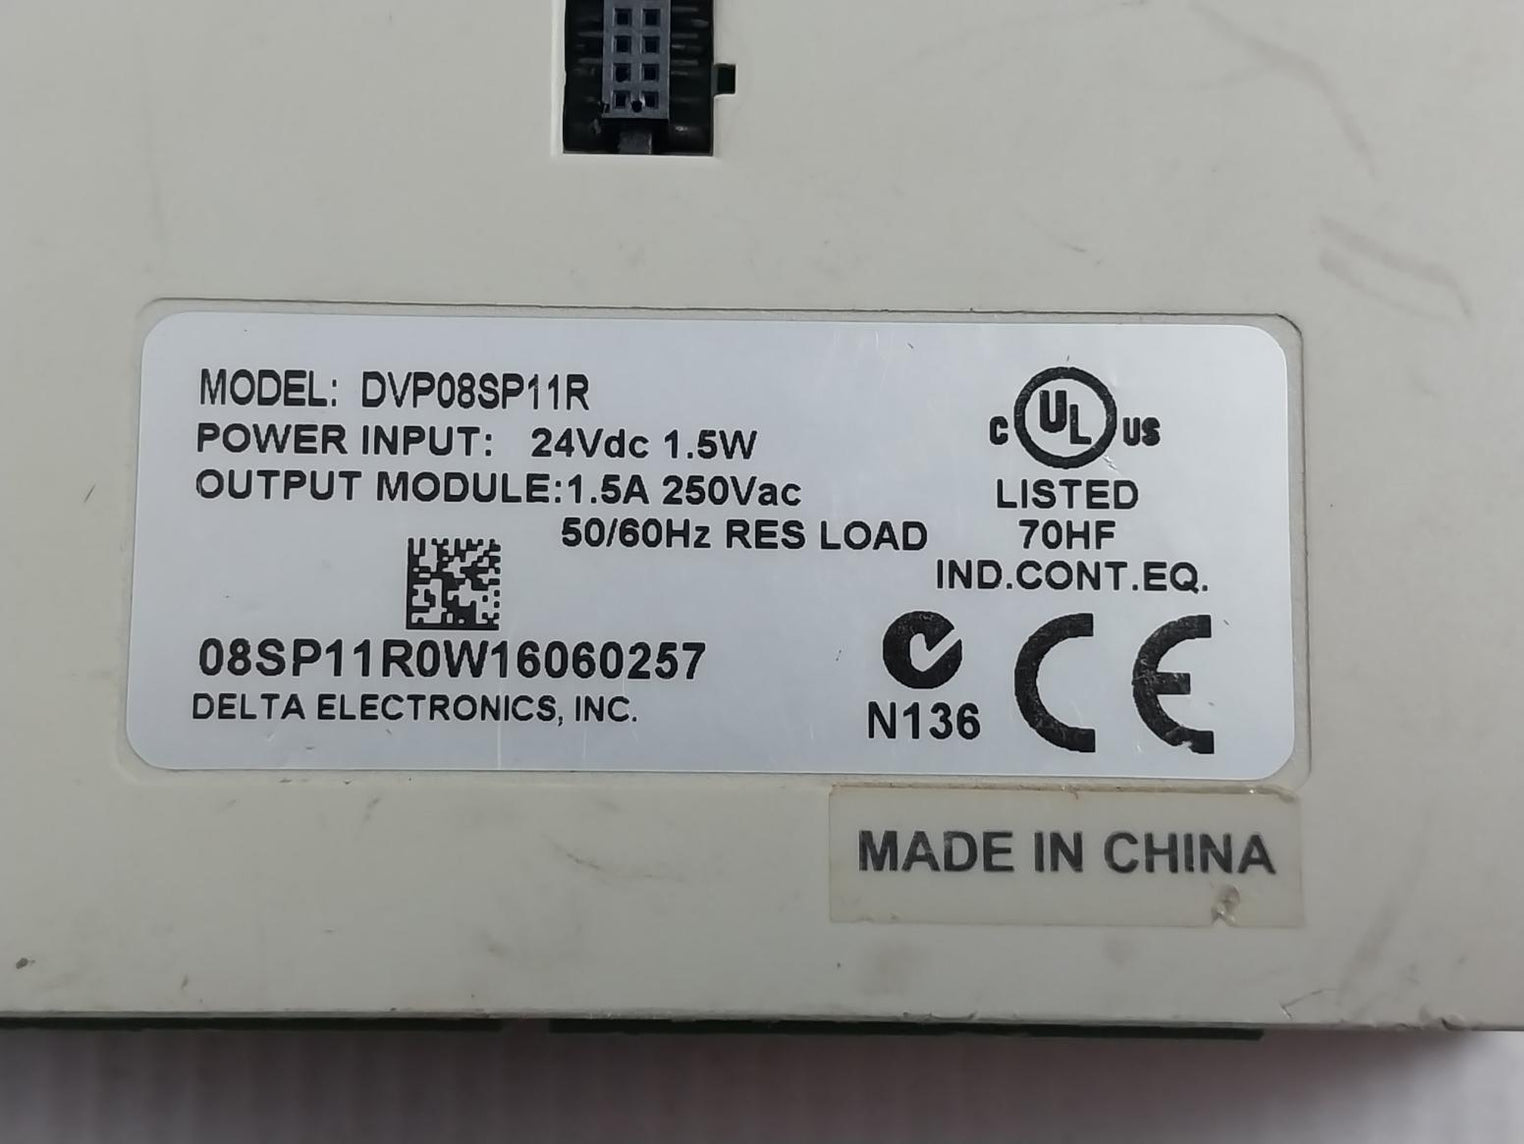 MODEL: DVP08SP11R
POWER INPUT: 24Vdc 1.5W
OUTPUT MODULE:1.5A 250Vac
50/60Hz RES LOAD
08SP11R0W16060257
DELTA ELECTRONICS, INC.
C UL US
LISTED
70HF
IND.CONT.EQ.
N136
CE
MADE IN CHINA